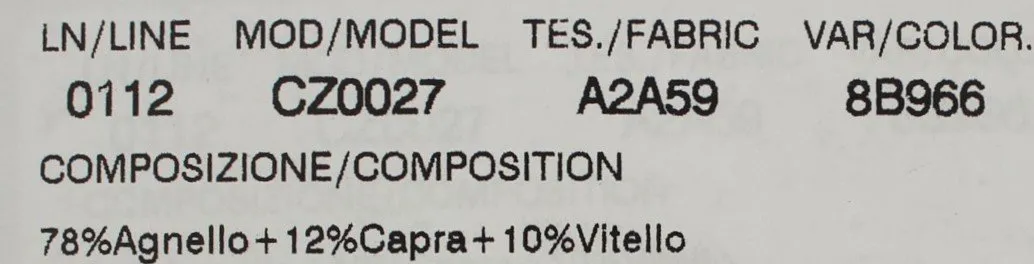 LN/LINE MOD/MODEL TES./FABRIC VAR/COLOR.
0112 CZ0027 A2A59 8B966
COMPOSIZIONE/COMPOSITION
78%Agnello+12%Capra+10%Vitello